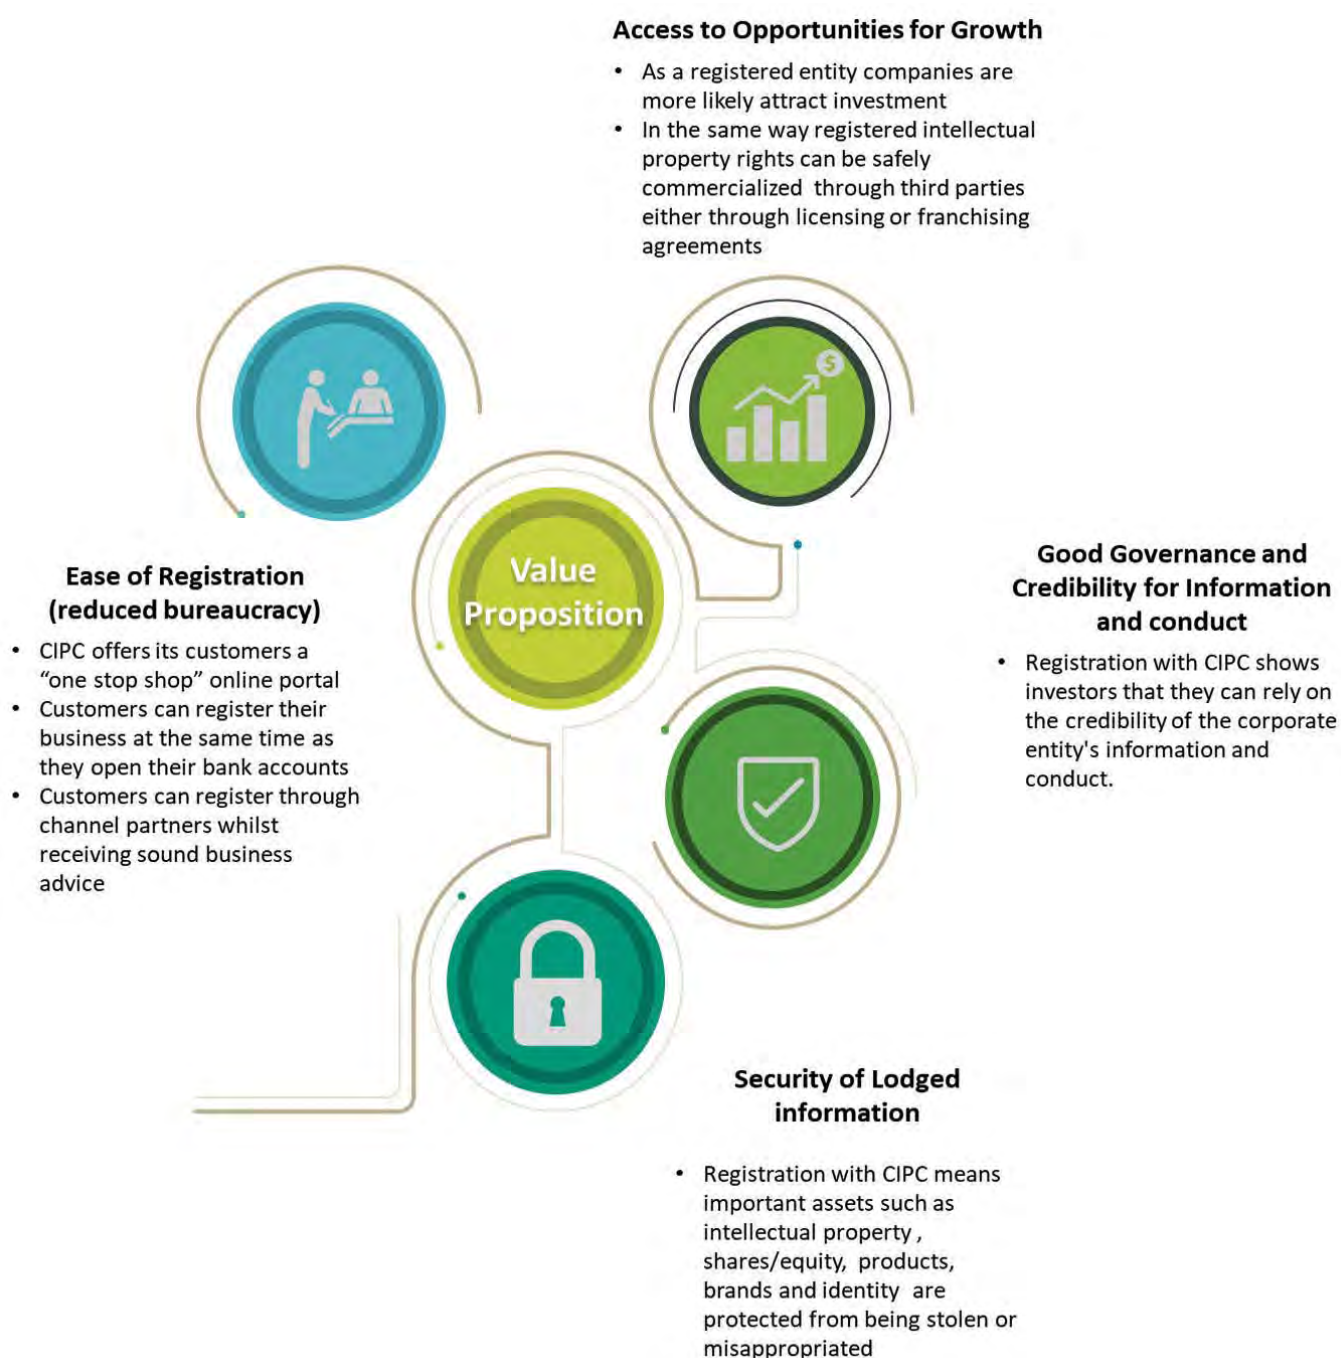 Access to Opportunities for Growth
• As a registered entity companies are
more likely attract investment
• In the same way registered intellectual
property rights can be safely
commercialized through third parties
either through licensing or franchising
agreements
$
Value
Proposition
Ease of Registration
(reduced bureaucracy)
• CIPC offers its customers a
“one stop shop” online portal
• Customers can register their
business at the same time as
they open their bank accounts
• Customers can register through
channel partners whilst
receiving sound business
advice
Good Governance and
Credibility for Information
and conduct
• Registration with CIPC shows
investors that they can rely on
the credibility of the corporate
entity's information and
conduct.
Security of Lodged
information
• Registration with CIPC means
important assets such as
intellectual property ,
shares/equity, products,
brands and identity are
protected from being stolen or
misappropriated